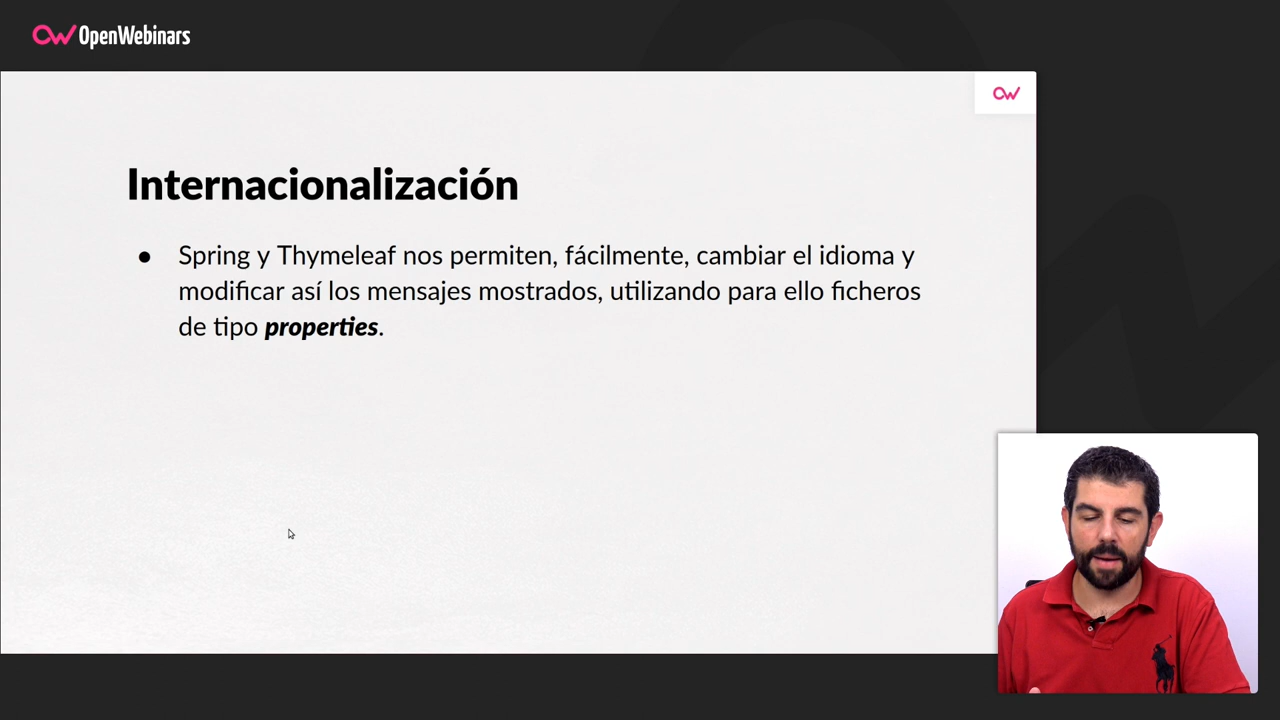 OpenWebinars
Internacionalización
● Spring y Thymeleaf nos permiten, fácilmente, cambiar el idioma y
modificar así los mensajes mostrados, utilizando para ello ficheros
de tipo properties.